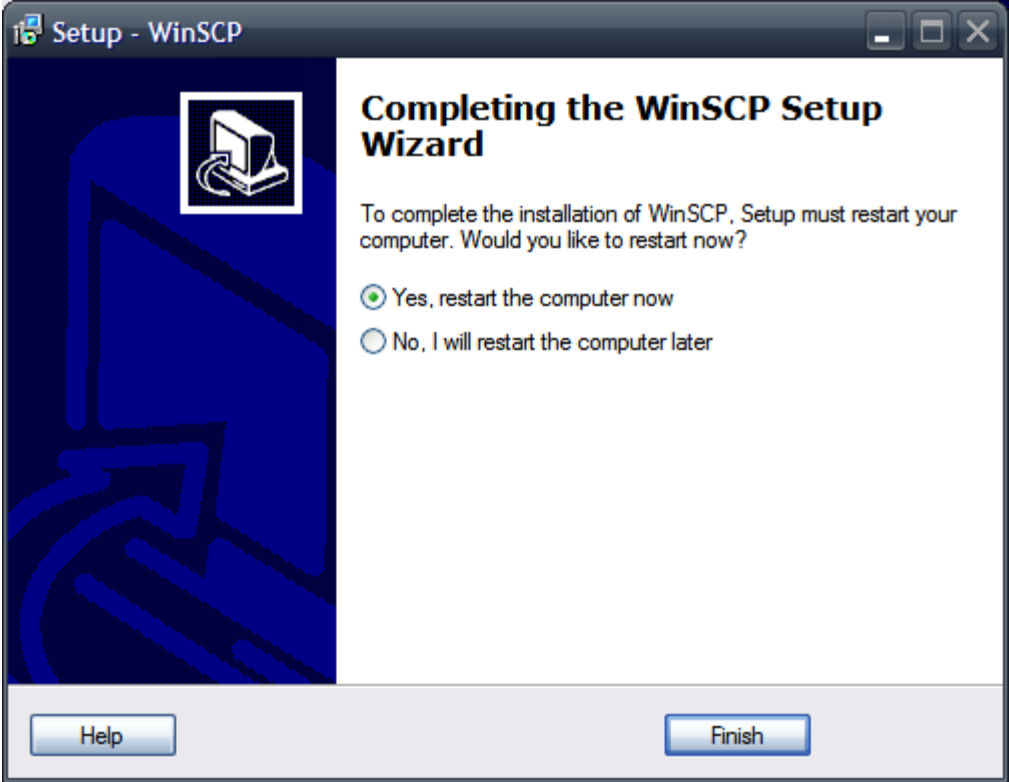 Setup - WinSCP
Completing the WinSCP Setup
Wizard
To complete the installation of WinSCP, Setup must restart your
computer. Would you like to restart now?
Yes, restart the computer now
No, I will restart the computer later
Help
Finish